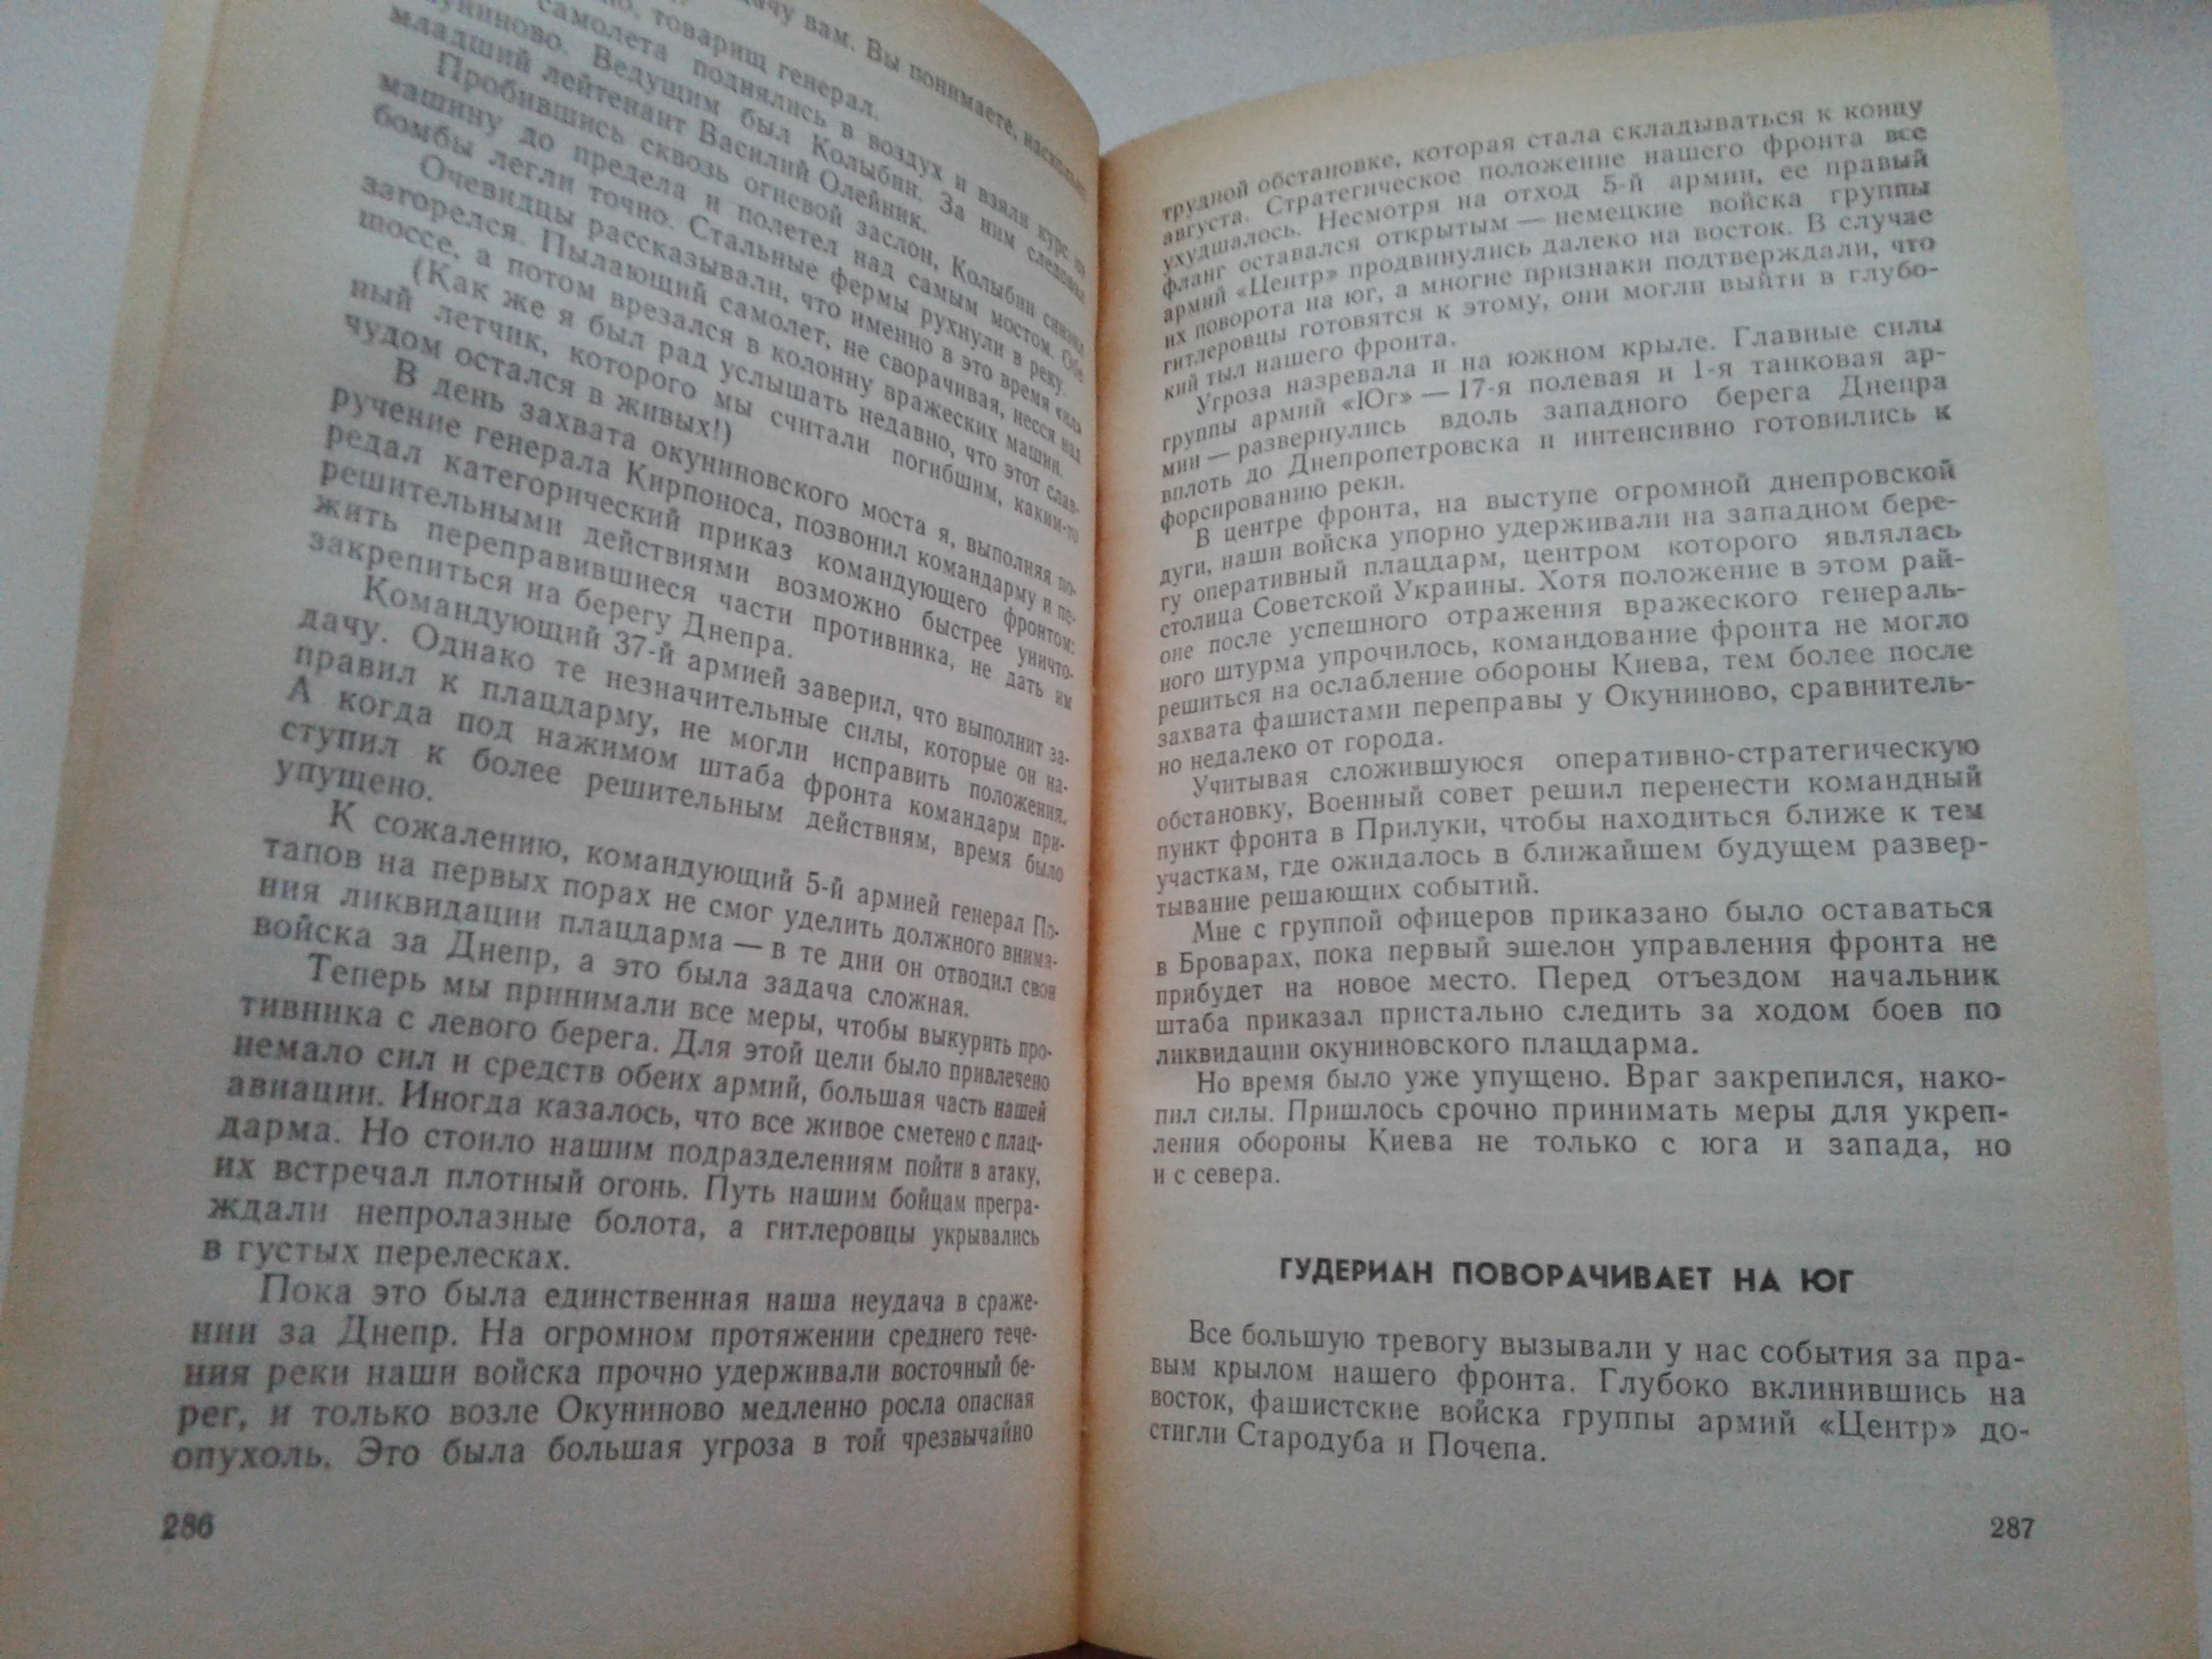 дачу вам. Вы понимаете, насколько
товарищ генерал.
самолета поднялись в воздух и взяли курс на
Ведущим был Колыбин. За ним следовал
младший лейтенант Василий Олейник.
Пробившись сквозь огневой заслон, Колыбин снизил
машину до предела и полетел над самым мостом. Обе
бомбы легли точно. Стальные фермы рухнули в реку.
Очевидцы рассказывали, что именно в это время «ил»
загорелся. Пылающий самолет, не сворачивая, несся над
шоссе, а потом врезался в колонну вражеских машин.
(Как же я был рад услышать недавно, что этот слав-
ный летчик, которого мы считали погибшим, каким-то
чудом остался в живых!)
В день захвата окуниновского моста я, выполняя по-
ручение генерала Кирпоноса, позвонил командарму и пе-
редал категорический приказ командующего фронтом:
решительными действиями возможно быстрее уничто-
жить переправившиеся части противника, не дать им
закрепиться на берегу Днепра.
Командующий 37-й армией заверил, что выполнит за-
дачу. Однако те незначительные силы, которые он на-
правил к плацдарму, не могли исправить положения.
А когда под нажимом штаба фронта командарм при-
ступил к более решительным действиям, время было
упущено.
К сожалению, командующий 5-й армией генерал По-
тапов на первых порах не смог уделить должного внима-
ния ликвидации плацдарма — в те дни он отводил свои
войска за Днепр, а это была задача сложная.
Теперь мы принимали все меры, чтобы выкурить про-
тивника с левого берега. Для этой цели было привлечено
немало сил и средств обеих армий, большая часть нашей
авиации. Иногда казалось, что все живое сметено с плац-
дарма. Но стоило нашим подразделениям пойти в атаку,
их встречал плотный огонь. Путь нашим бойцам прегра-
ждали непролазные болота, а гитлеровцы укрывались
в густых перелесках.
Пока это была единственная наша неудача в сраже-
нии за Днепр. На огромном протяжении среднего тече-
ния реки наши войска прочно удерживали восточный бе-
рег, и только возле Окуниново медленно росла опасная
опухоль. Это была большая угроза в той чрезвычайно
286
трудной обстановке, которая стала складываться к концу
августа. Стратегическое положение нашего фронта все
ухудшалось. Несмотря на отход 5-й армии, ее правый
фланг оставался открытым — немецкие войска группы
армий «Центр» продвинулись далеко на восток. В случае
их поворота на юг, а многие признаки подтверждали, что
гитлеровцы готовятся к этому, они могли выйти в глубо-
кий тыл нашего фронта.
Угроза назревала и на южном крыле. Главные силы
группы армий «Юг» — 17-я полевая и 1-я танковая ар-
мии — развернулись вдоль западного берега Днепра
вплоть до Днепропетровска и интенсивно готовились к
форсированию реки.
В центре фронта, на выступе огромной днепровской
дуги, наши войска упорно удерживали на западном бере-
гу оперативный плацдарм, центром которого являлась
столица Советской Украины. Хотя положение в этом рай-
оне после успешного отражения вражеского генераль-
ного штурма упрочилось, командование фронта не могло
решиться на ослабление обороны Киева, тем более после
захвата фашистами переправы у Окуниново, сравнитель-
но недалеко от города.
Учитывая сложившуюся оперативно-стратегическую
обстановку, Военный совет решил перенести командный
пункт фронта в Прилуки, чтобы находиться ближе к тем
участкам, где ожидалось в ближайшем будущем развер-
тывание решающих событий.
Мне с группой офицеров приказано было оставаться
в Броварах, пока первый эшелон управления фронта не
прибудет на новое место. Перед отъездом начальник
штаба приказал пристально следить за ходом боев по
ликвидации окуниновского плацдарма.
Но время было уже упущено. Враг закрепился, нако-
пил силы. Пришлось срочно принимать меры для укреп-
ления обороны Киева не только с юга и запада, но
и с севера.
ГУДЕРИАН ПОВОРАЧИВАЕТ НА ЮГ
Все большую тревогу вызывали у нас события за пра-
вым крылом нашего фронта. Глубоко вклинившись на
восток, фашистские войска группы армий «Центр» до-
стигли Стародуба и Почепа.
287